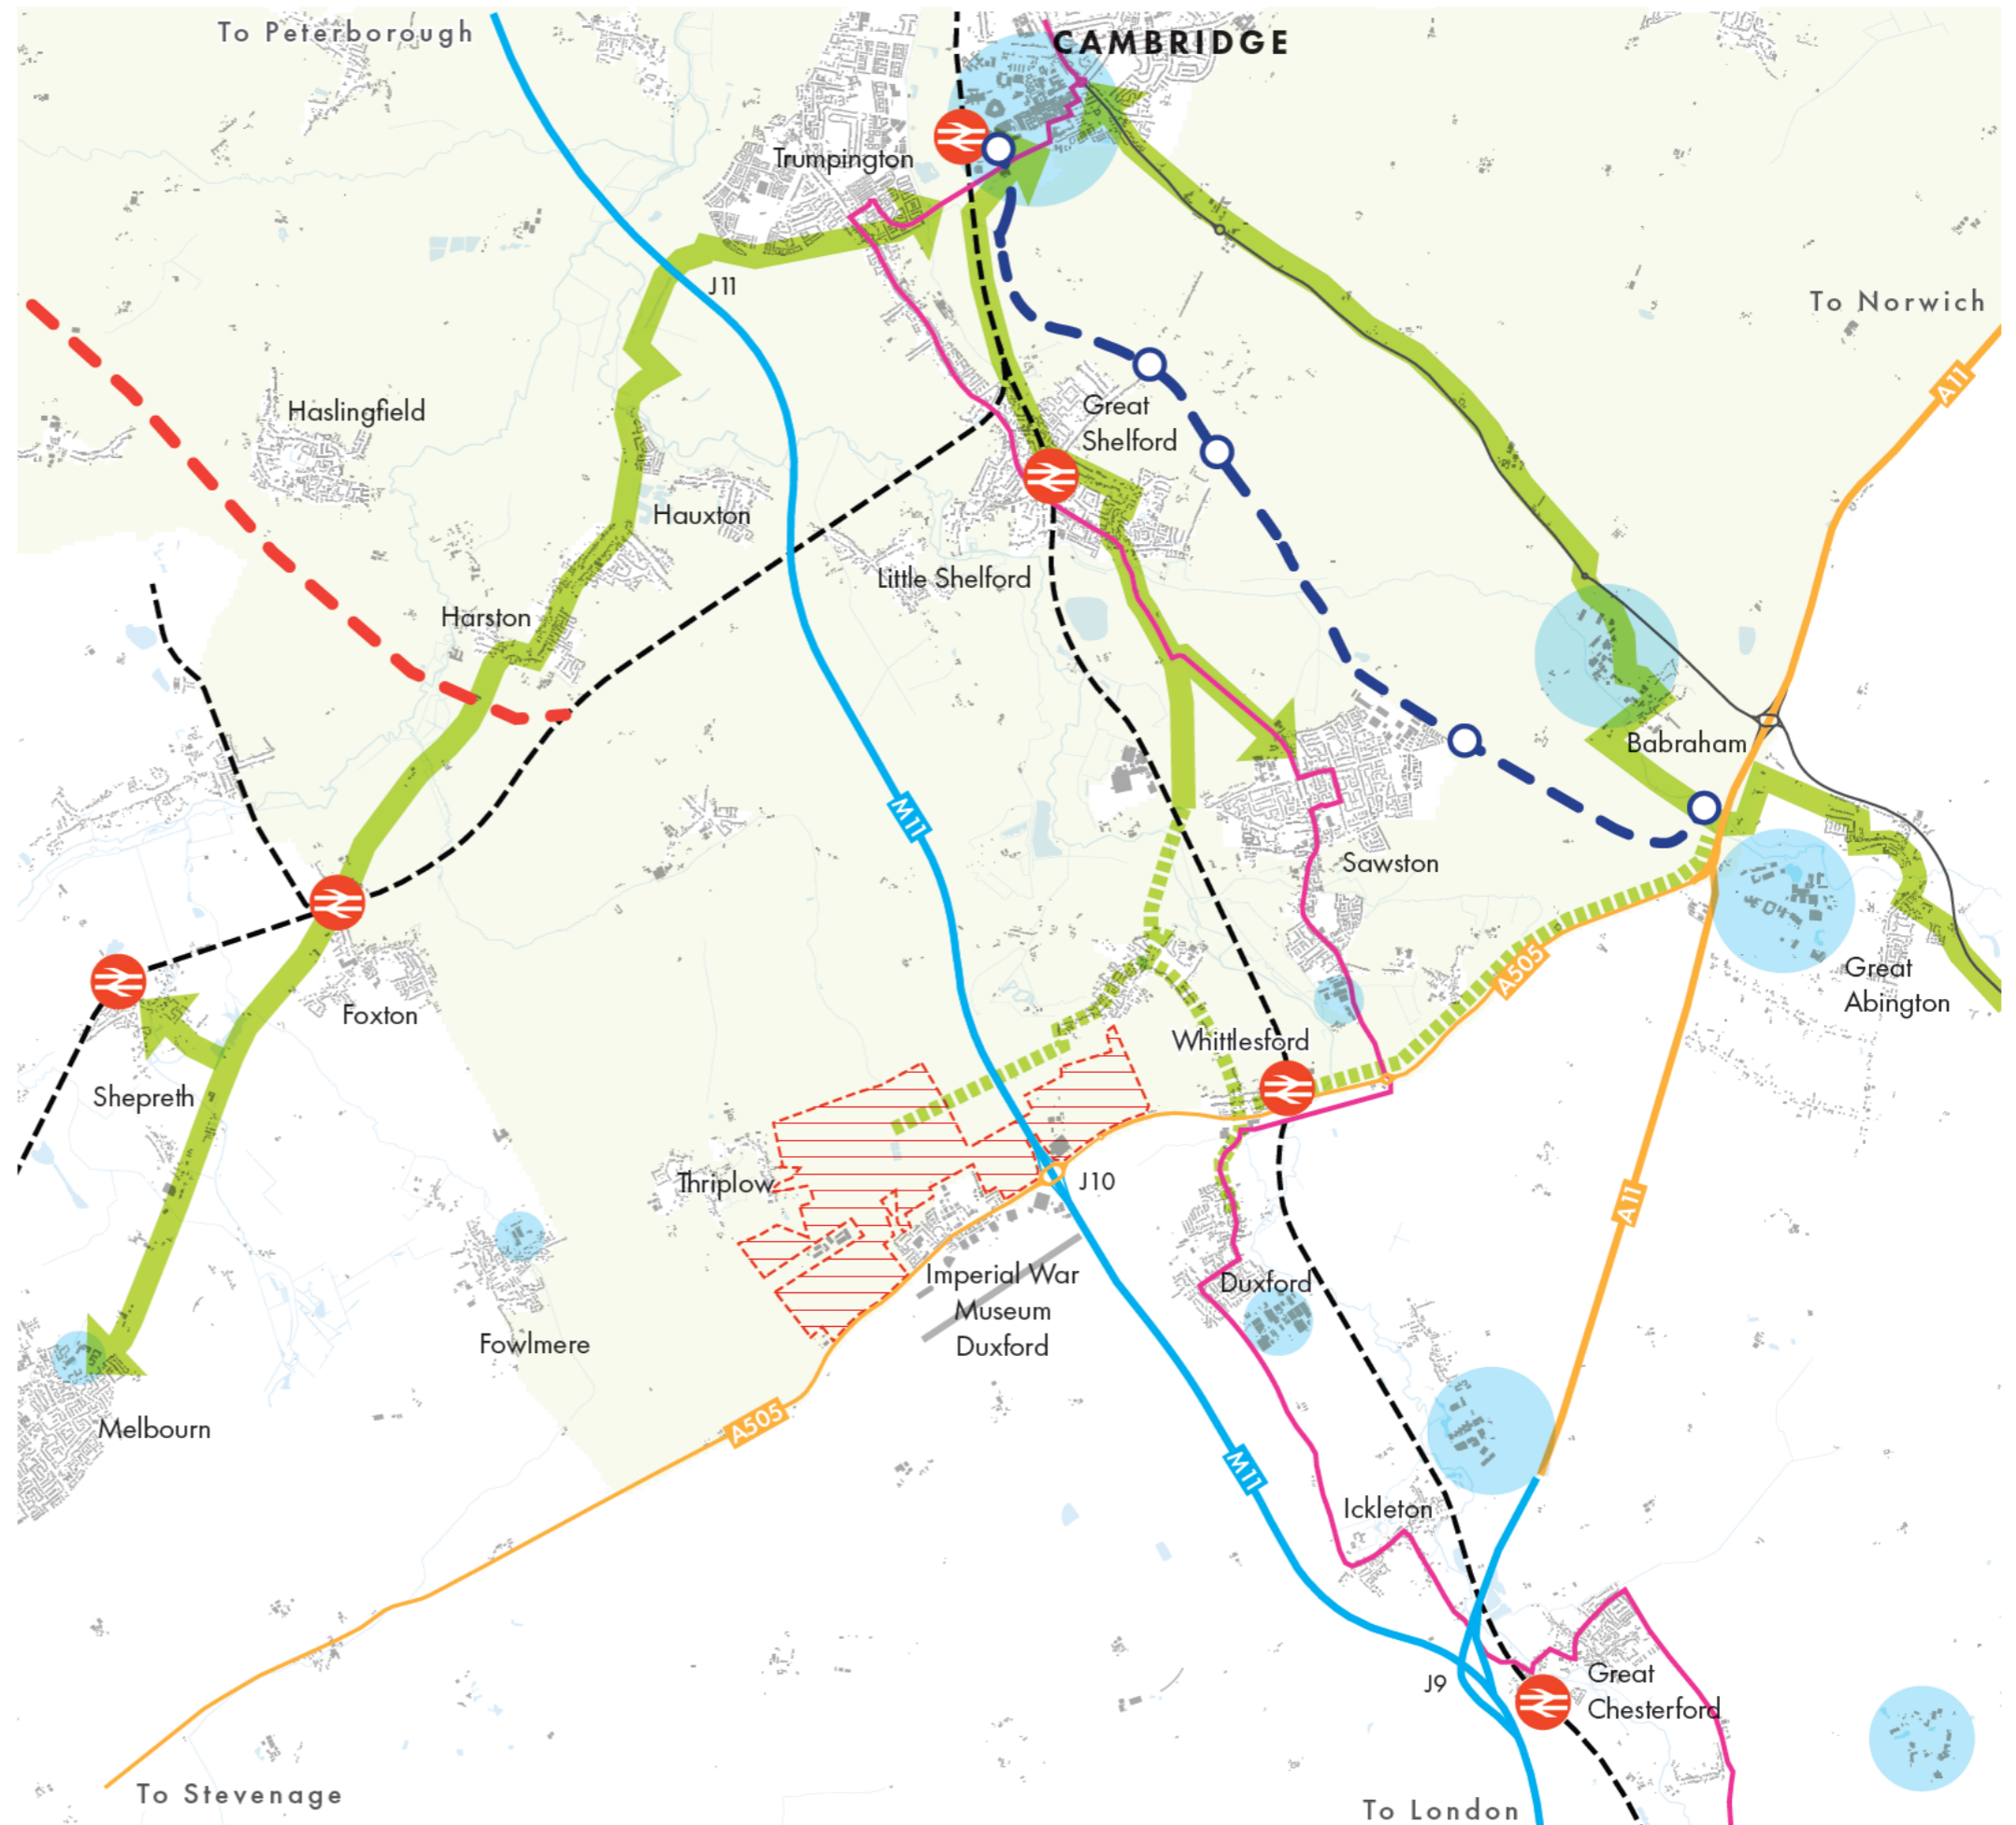 To Peterborough
CAMBRIDGE
Trumpington
J11
To Norwich
A11
Haslingfield
Great
Shelford
Hauxton
Little Shelford
Harston
Babraham
M11
Sawston
A505
Great
Abington
Foxton
Whittlesford
Shepreth
Thriplow
J10
A11
Imperial War
Museum
Duxford
Duxford
Fowlmere
Melbourn
A505
M11
Ickleton
J9
Great
Chesterford
To Stevenage
To London